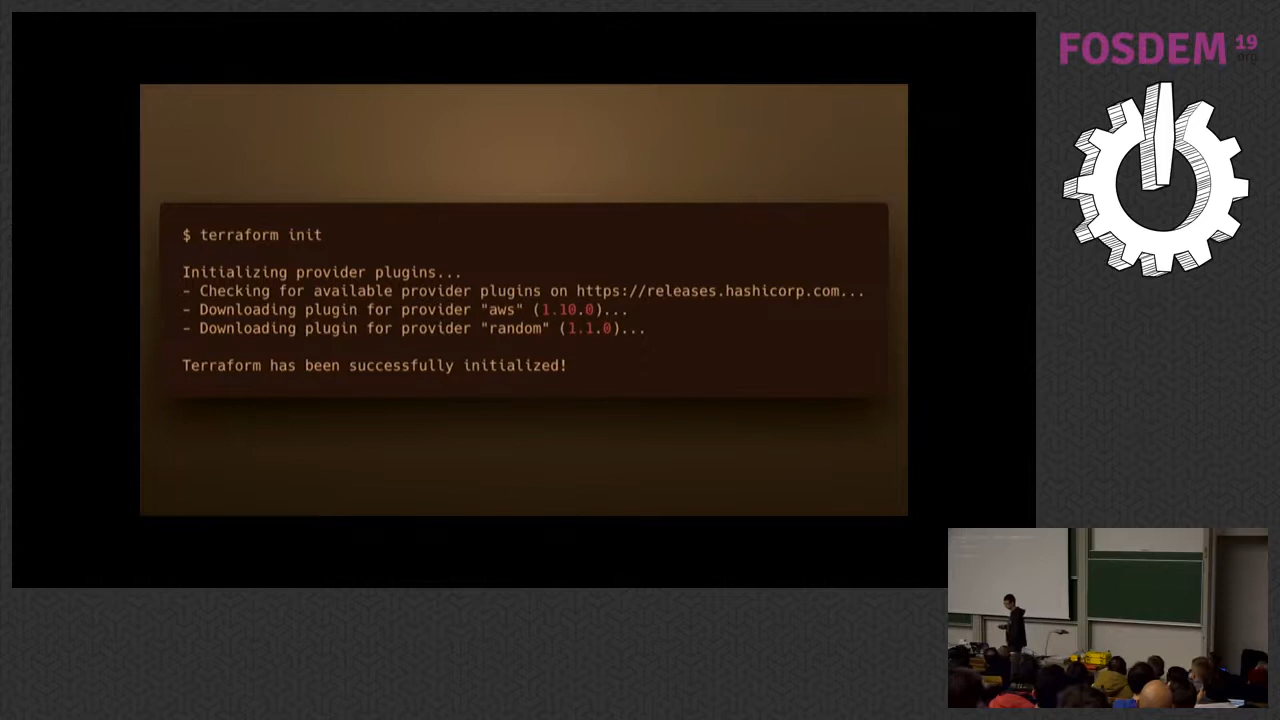 $ terraform init
Initializing provider plugins...
- Checking for available provider plugins on https://releases.hashicorp.com...
- Downloading plugin for provider "aws" (1.10.0)...
- Downloading plugin for provider "random" (1.1.0)...
Terraform has been successfully initialized!
FOSDEM 19
.org